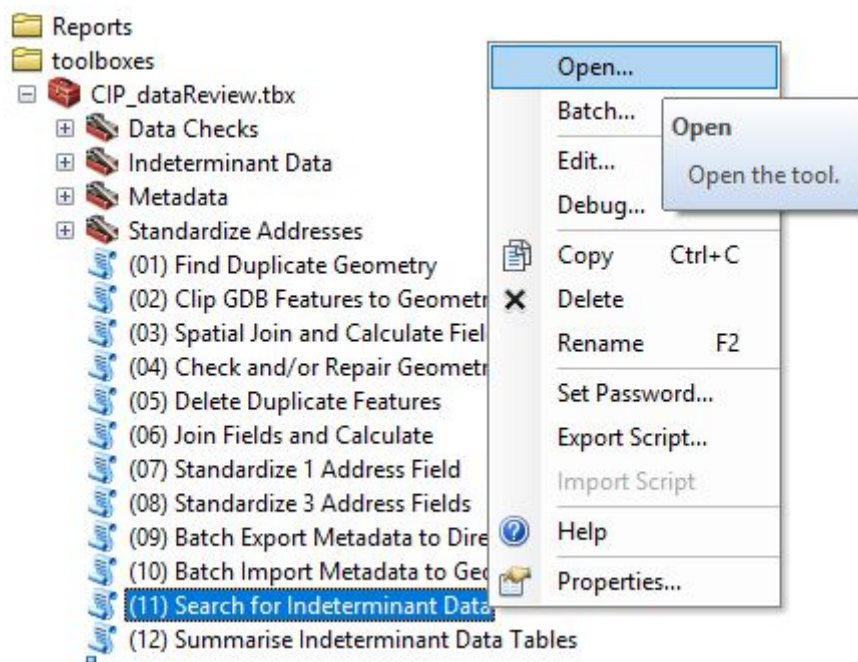 Reports
toolboxes
CIP_dataReview.tbx
Data Checks
Indeterminant Data
Metadata
Standardize Addresses
(01) Find Duplicate Geometry
(02) Clip GDB Features to Geomet
(03) Spatial Join and Calculate Fiel
(04) Check and/or Repair Geomet
(05) Delete Duplicate Features
(06) Join Fields and Calculate
(07) Standardize 1 Address Field
(08) Standardize 3 Address Fields
(09) Batch Export Metadata to Dire
(10) Batch Import Metadata to Geo
(11) Search for Indeterminant Data
(12) Summarise Indeterminant Data Tables
Open...
Batch...
Edit...
Debug...
Copy Ctrl+C
Delete
Rename F2
Set Password...
Export Script...
Import Script
Help
Properties...
Open
Open the tool.